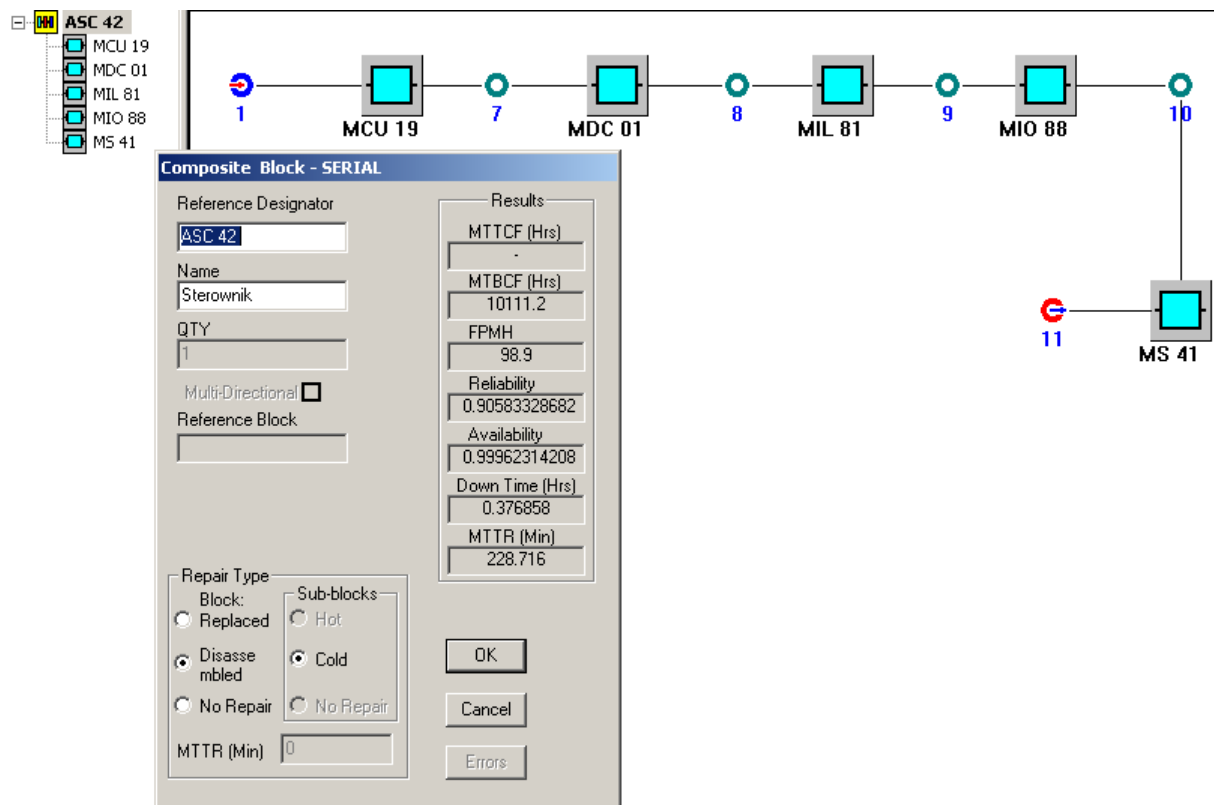 ASC 42
MCU 19
MDC 01
MIL 81
MIO 88
MS 41
1
MCU 19
7
MDC 01
8
MIL 81
9
MIO 88
10
11
MS 41
Composite Block - SERIAL
Reference Designator
ASC 42
Name
Sterownik
QTY
1
Multi-Directional
Reference Block
Results
MTTCF (Hrs)
-
MTBCF (Hrs)
10111.2
FPMH
98.9
Reliability
0.90583328682
Availability
0.99962314208
Down Time (Hrs)
0.376858
MTTR (Min)
228.716
Repair Type
Block:
Replaced
Disasse
mbled
No Repair
Sub-blocks
Hot
Cold
No Repair
MTTR (Min)
0
OK
Cancel
Errors